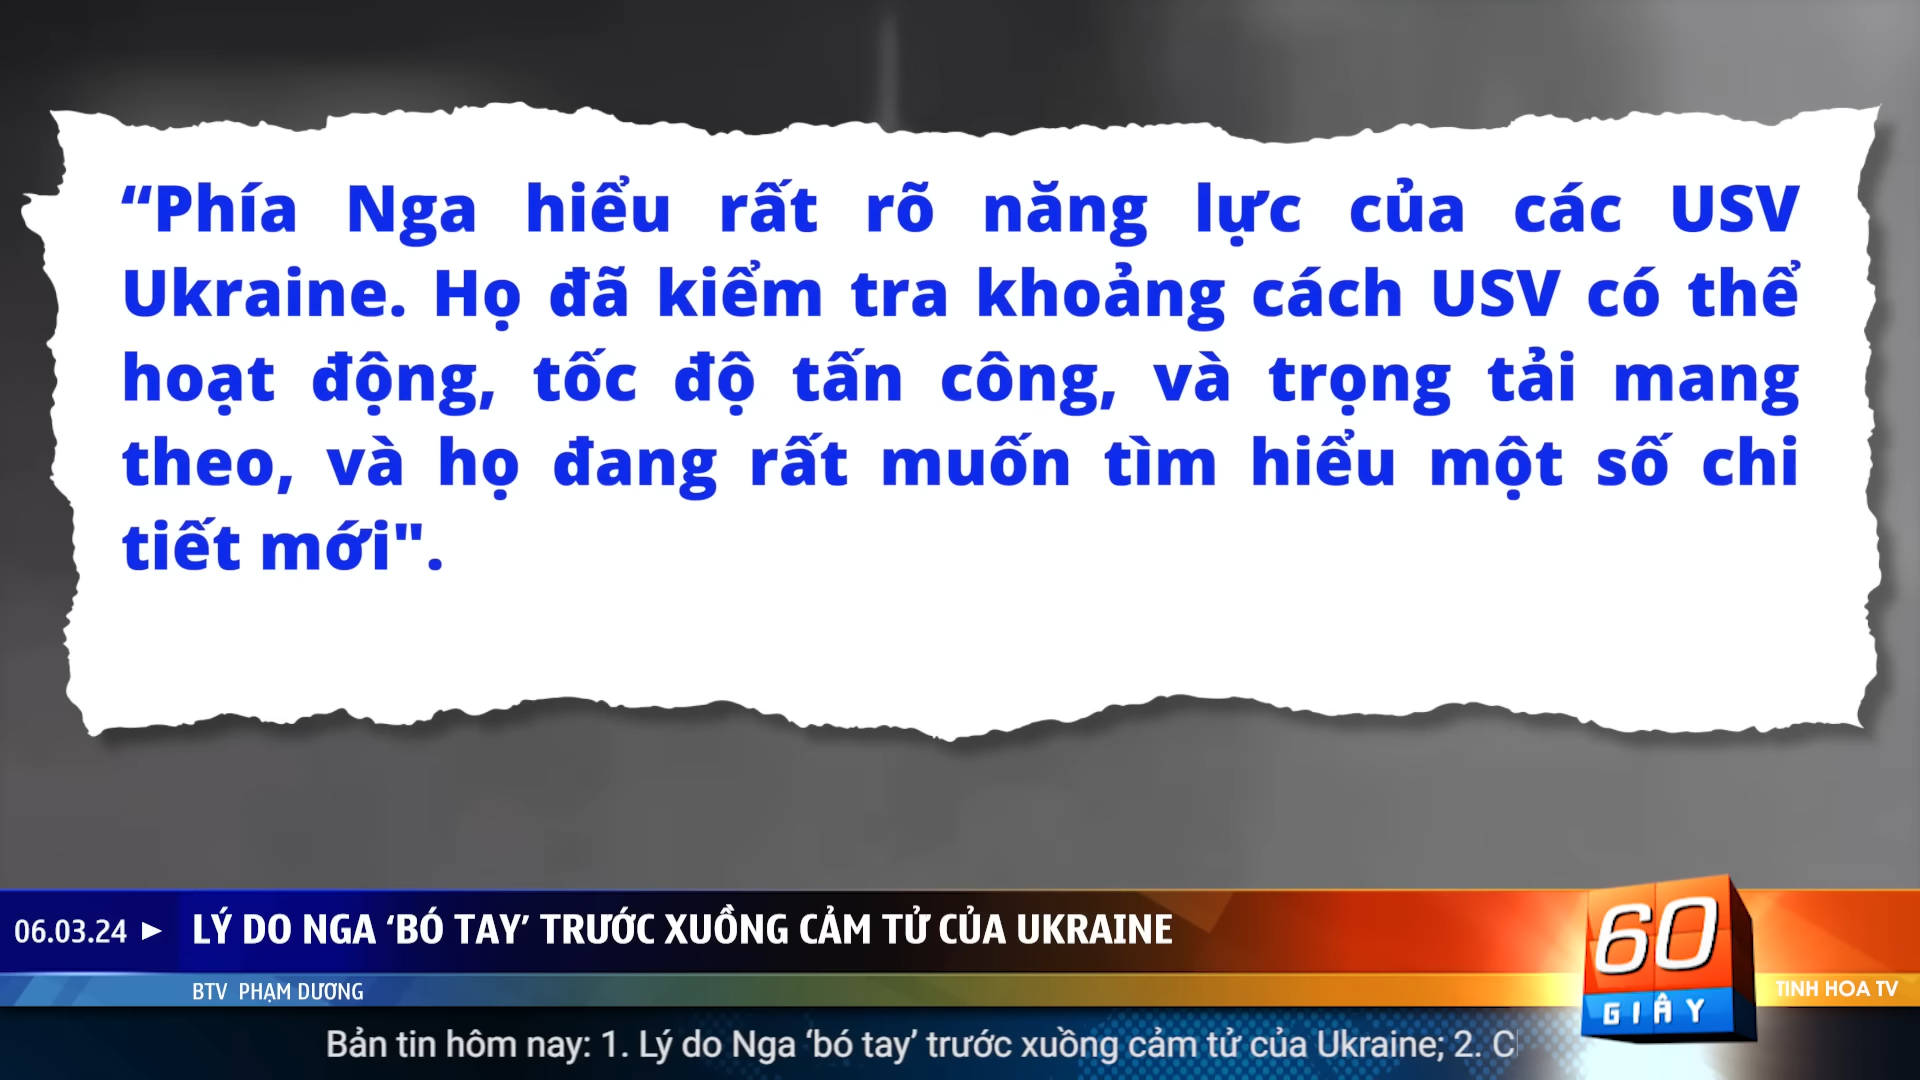 “Phía Nga hiểu rất rõ năng lực của các USV
Ukraine. Họ đã kiểm tra khoảng cách USV có thể
hoạt động, tốc độ tấn công, và trọng tải mang
theo, và họ đang rất muốn tìm hiểu một số chi
tiết mới".
06.03.24 ► LÝ DO NGA ‘BÓ TAY’ TRƯỚC XUỒNG CẢM TỬ CỦA UKRAINE
BTV PHẠM DƯƠNG
60
GIÂY
TINH HOA TV
Bản tin hôm nay: 1. Lý do Nga ‘bó tay’ trước xuồng cảm tử của Ukraine; 2. C